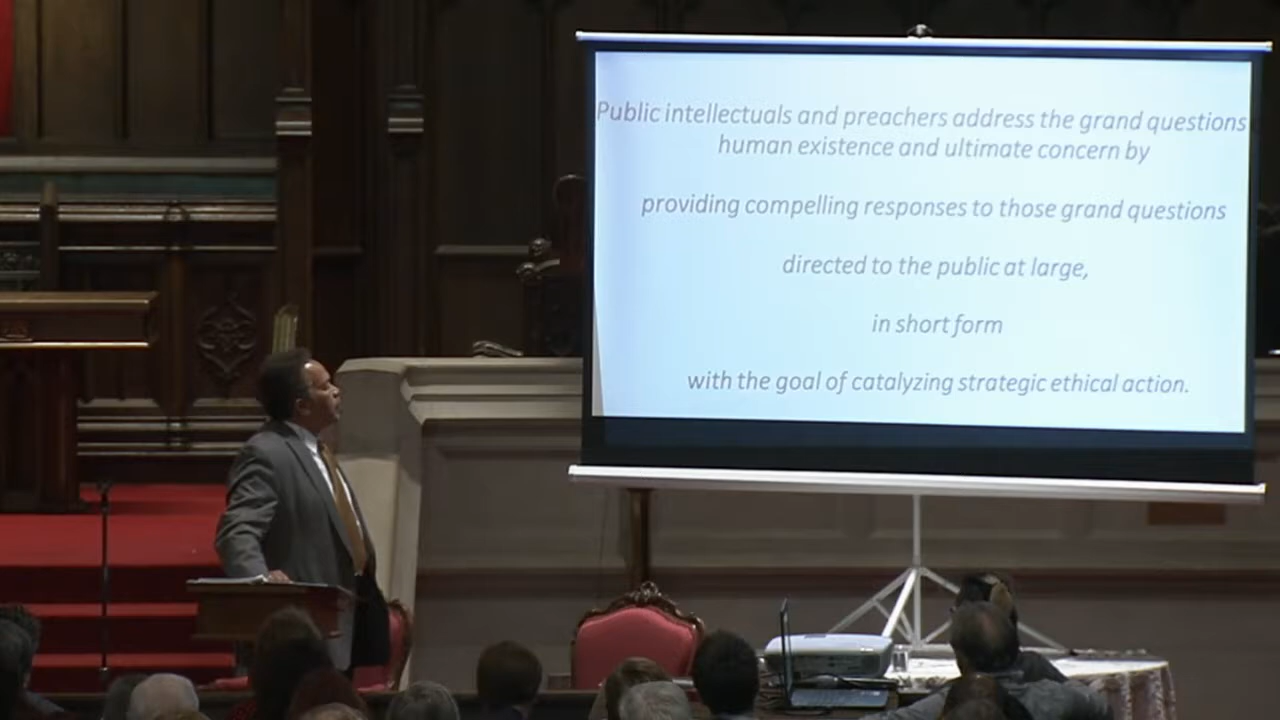 Public intellectuals and preachers address the grand questions
human existence and ultimate concern by
providing compelling responses to those grand questions
directed to the public at large,
in short form
with the goal of catalyzing strategic ethical action.